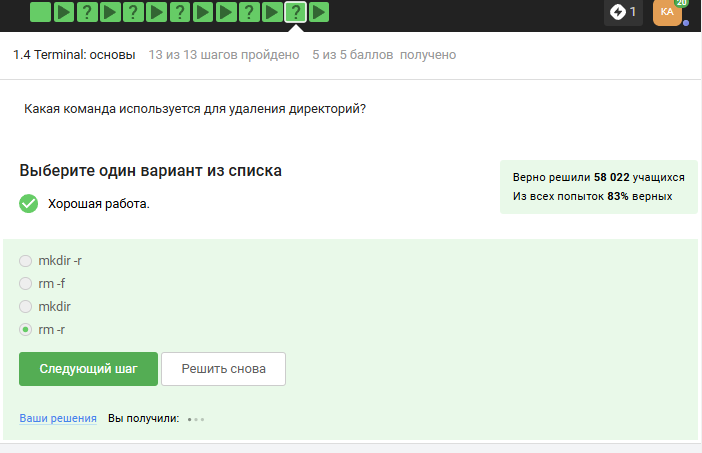 ? ? ? ? ? ?
1
КА
20
1.4 Terminal: основы 13 из 13 шагов пройдено 5 из 5 баллов получено
Какая команда используется для удаления директорий?
Выберите один вариант из списка
Хорошая работа.
Верно решили 58 022 учащихся
Из всех попыток 83% верных
mkdir -r
rm -f
mkdir
rm -r
Следующий шаг
Решить снова
Ваши решения Вы получили: